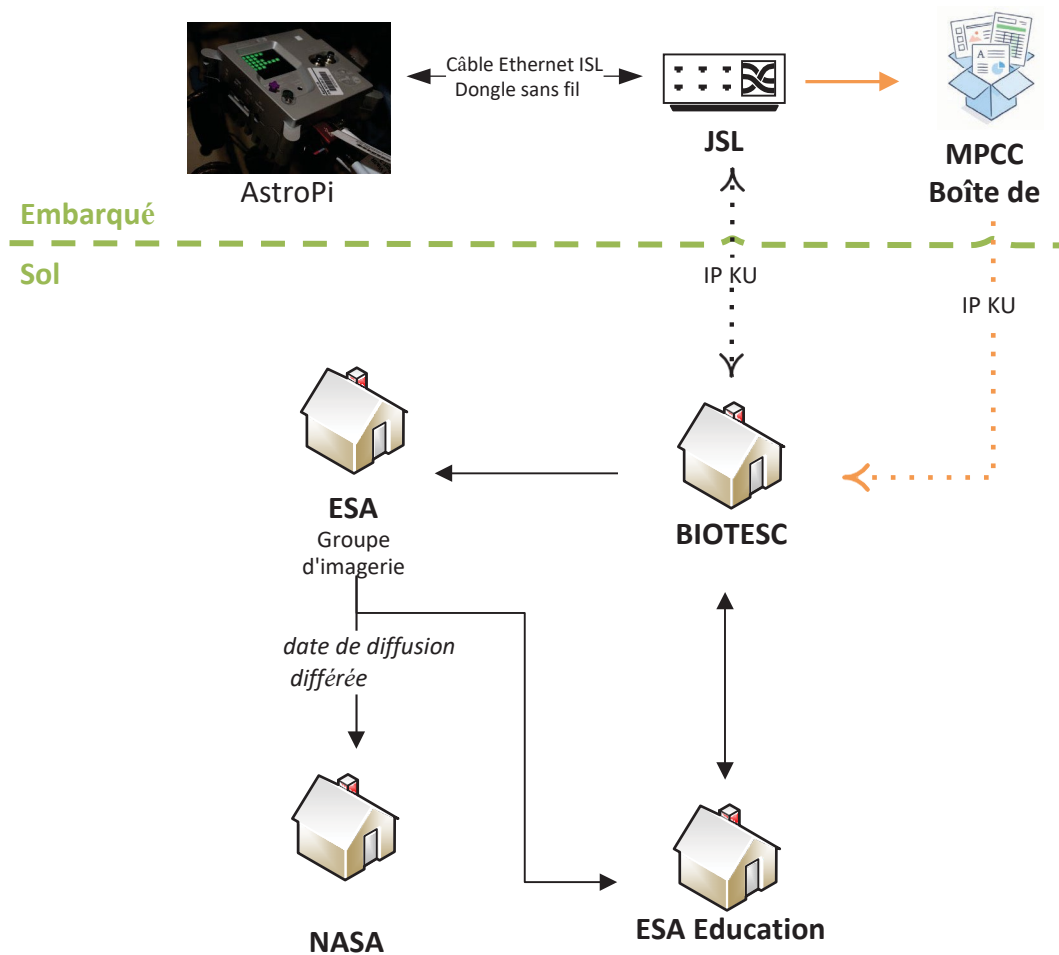 Câble Ethernet ISL
Dongle sans fil
AstroPi
JSL
MPCC
Boîte de
Embarqué
Sol
IP KU
IP KU
ESA
Groupe
d'imagerie
BIOTESC
date de diffusion
différée
NASA
ESA Education